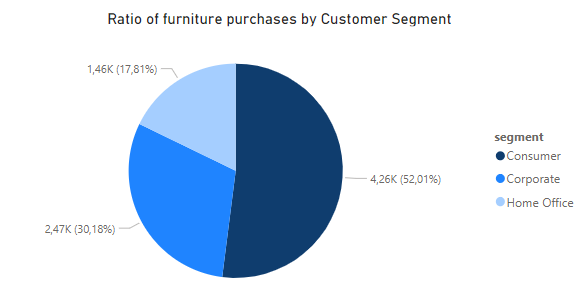 Ratio of furniture purchases by Customer Segment
1,46K (17,81%)
segment
Consumer
4,26K (52,01%)
Corporate
Home Office
2,47K (30,18%)